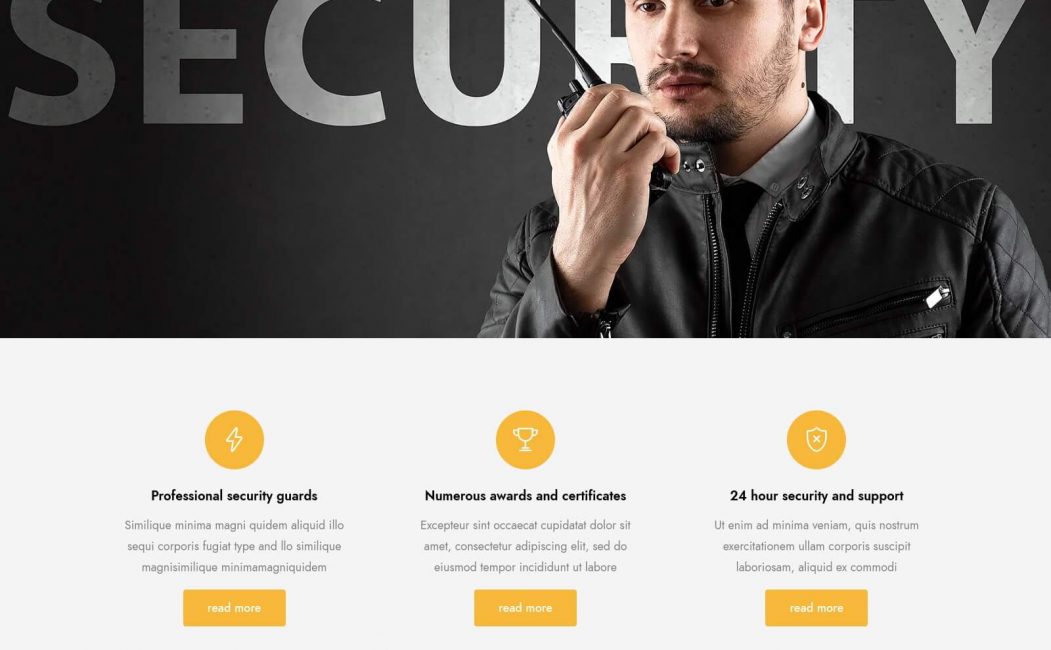 SECURITY
Professional security guards
Similique minima magni quidem aliquid illo
sequi corporis fugiat type and llo similique
magnisimilique minimamagniquidem
read more
Numerous awards and certificates
Excepteur sint occaecat cupidatat dolor sit
amet, consectetur adipiscing elit, sed do
eiusmod tempor incididunt ut labore
read more
24 hour security and support
Ut enim ad minima veniam, quis nostrum
exercitationem ullam corporis suscipit
laboriosam, aliquid ex commodi
read more